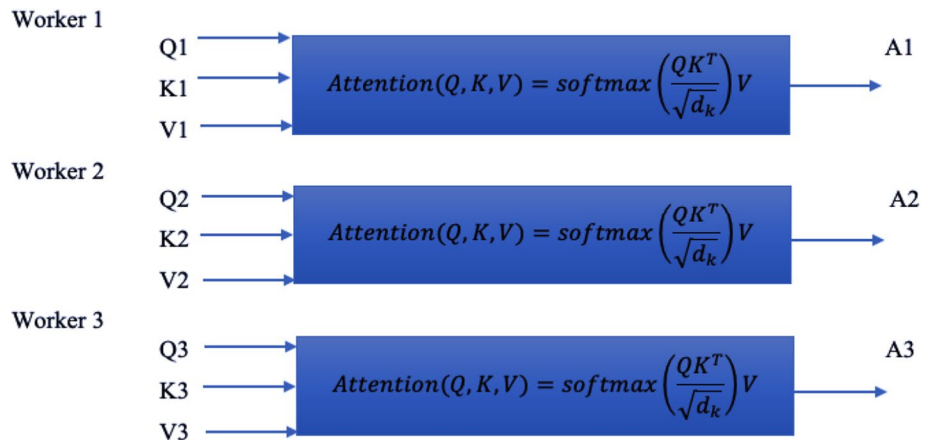 Worker 1
Q1
K1
V1
Attention(Q, K, V) = softmax(QK^T/√d_k)V
A1
Worker 2
Q2
K2
V2
Attention(Q, K, V) = softmax(QK^T/√d_k)V
A2
Worker 3
Q3
K3
V3
Attention(Q, K, V) = softmax(QK^T/√d_k)V
A3